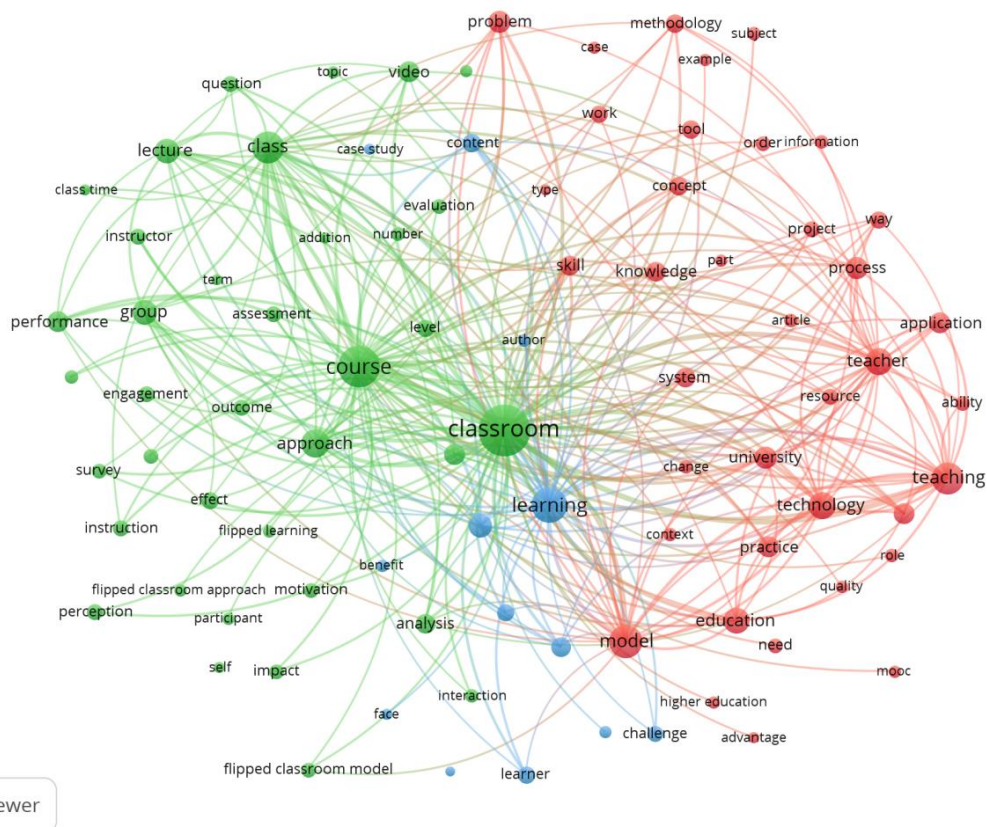 problem
methodology
subject
case
example
topic
video
question
work
tool
order
information
lecture
class
case study
content
concept
type
class time
evaluation
way
project
instructor
addition
number
part
process
skill
knowledge
term
performance
group
assessment
level
article
application
author
course
teacher
system
engagement
outcome
resource
ability
classroom
approach
university
survey
change
teaching
learning
effect
technology
instruction
flipped learning
context
practice
benefit
role
quality
flipped classroom approach
motivation
perception
participant
analysis
education
model
need
self
impact
mooc
interaction
higher education
face
challenge
advantage
flipped classroom model
learner
ewer